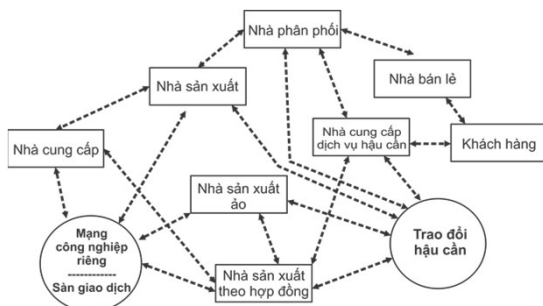 Nhà phân phối
Nhà sản xuất
Nhà bán lẻ
Nhà cung cấp
Nhà cung cấp
dịch vụ hậu cần
Khách hàng
Nhà sản xuất
ảo
Mạng
công nghiệp
riêng
------------
Sàn giao dịch
Trao đổi
hậu cần
Nhà sản xuất
theo hợp đồng